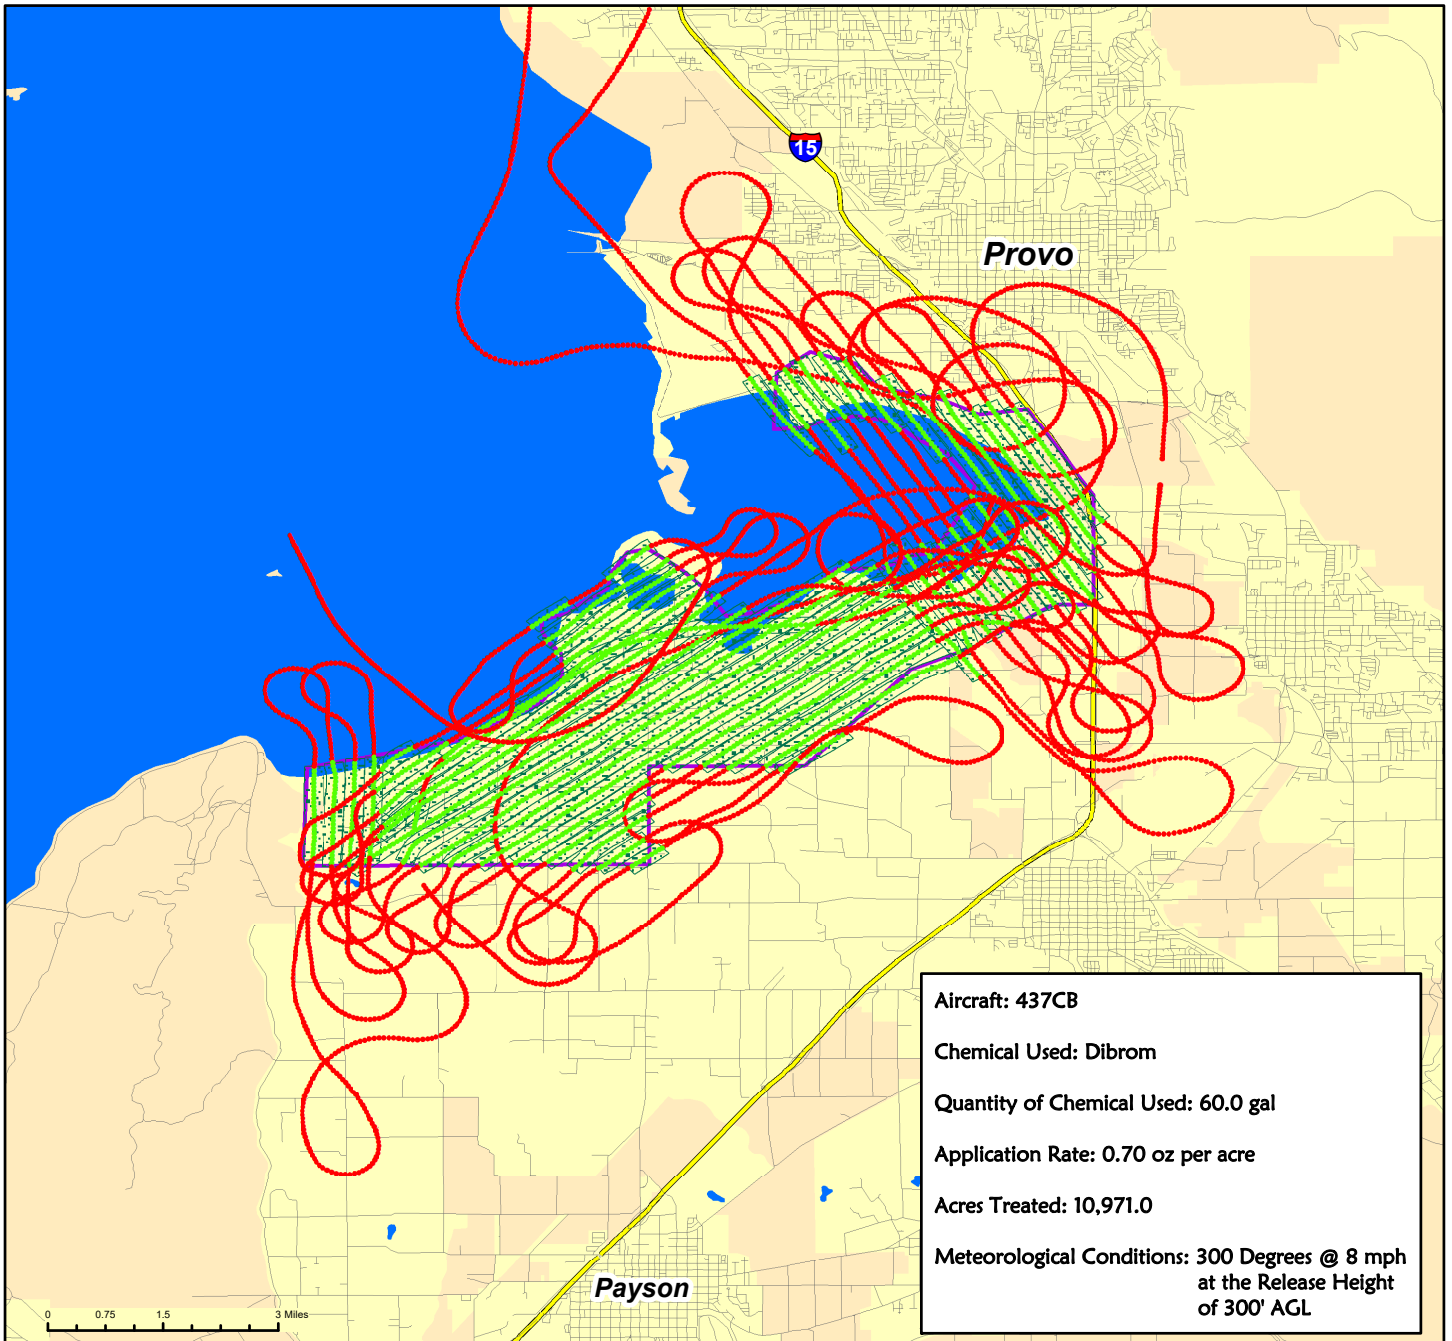 15
Provo
Aircraft: 437CB
Chemical Used: Dibrom
Quantity of Chemical Used: 60.0 gal
Application Rate: 0.70 oz per acre
Acres Treated: 10,971.0
Meteorological Conditions: 300 Degrees @ 8 mph
at the Release Height
of 300' AGL
Payson
0 0.75 1.5 3 Miles